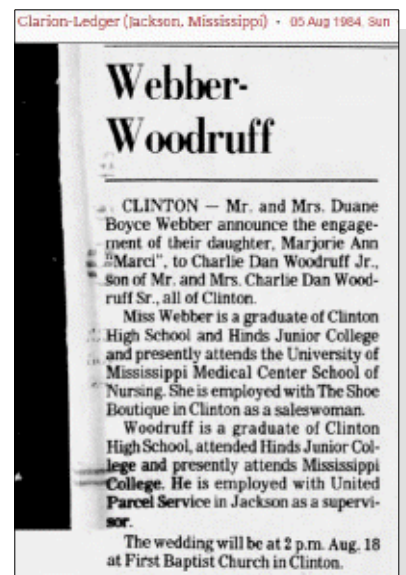 Clarion-Ledger (Jackson, Mississippi) · 05 Aug 1984, Sun
Webber-
Woodruff
CLINTON — Mr. and Mrs. Duane
Boyce Webber announce the engage-
ment of their daughter, Marjorie Ann
"Marci", to Charlie Dan Woodruff Jr.,
son of Mr. and Mrs. Charlie Dan Wood-
ruff Sr., all of Clinton.
Miss Webber is a graduate of Clinton
High School and Hinds Junior College
and presently attends the University of
Mississippi Medical Center School of
Nursing. She is employed with The Shoe
Boutique in Clinton as a saleswoman.
Woodruff is a graduate of Clinton
High School, attended Hinds Junior Col-
lege and presently attends Mississippi
College. He is employed with United
Parcel Service in Jackson as a supervi-
sor.
The wedding will be at 2 p.m. Aug. 18
at First Baptist Church in Clinton.